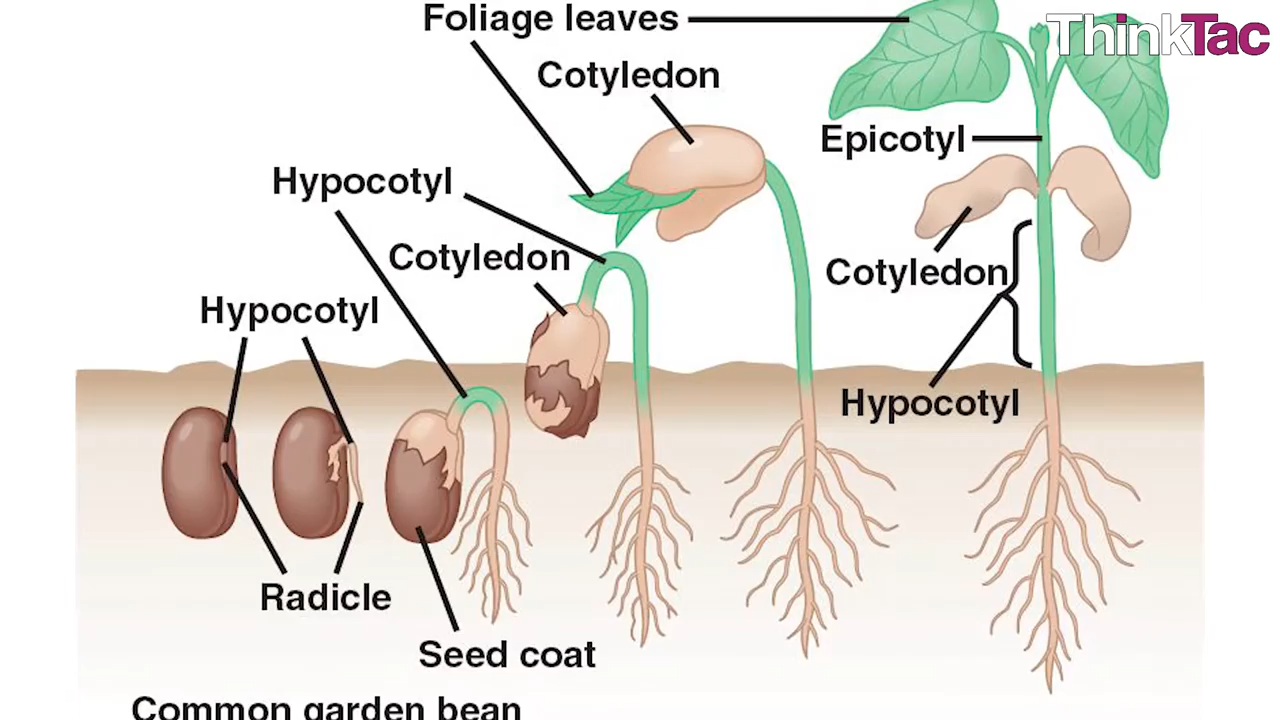 Foliage leaves
ThinkTac
Cotyledon
Epicotyl
Hypocotyl
Cotyledon
Cotyledon
Hypocotyl
Hypocotyl
Radicle
Seed coat
Common garden bean